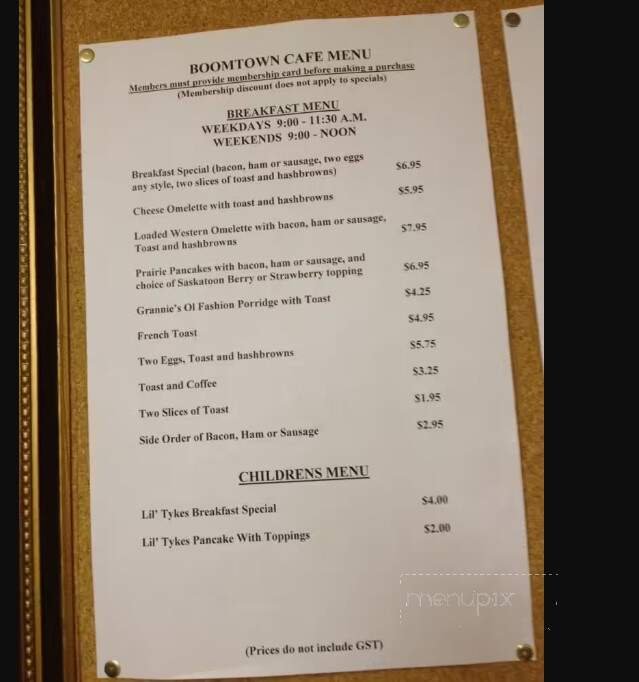 BOOMTOWN CAFE MENU
Members must provide membership card before making a purchase
(Membership discount does not apply to specials)
BREAKFAST MENU
WEEKDAYS 9:00 - 11:30 A.M.
WEEKENDS 9:00 - NOON
Breakfast Special (bacon, ham or sausage, two eggs
any style, two slices of toast and hashbrowns) $6.95
Cheese Omelette with toast and hashbrowns $5.95
Loaded Western Omelette with bacon, ham or sausage,
Toast and hashbrowns $7.95
Prairie Pancakes with bacon, ham or sausage, and
choice of Saskatoon Berry or Strawberry topping $6.95
Grannie's Ol Fashion Porridge with Toast $4.25
French Toast $4.95
Two Eggs, Toast and hashbrowns $5.75
Toast and Coffee $3.25
Two Slices of Toast $1.95
Side Order of Bacon, Ham or Sausage $2.95
CHILDRENS MENU
Lil' Tykes Breakfast Special $4.00
Lil' Tykes Pancake With Toppings $2.00
menupix
(Prices do not include GST)